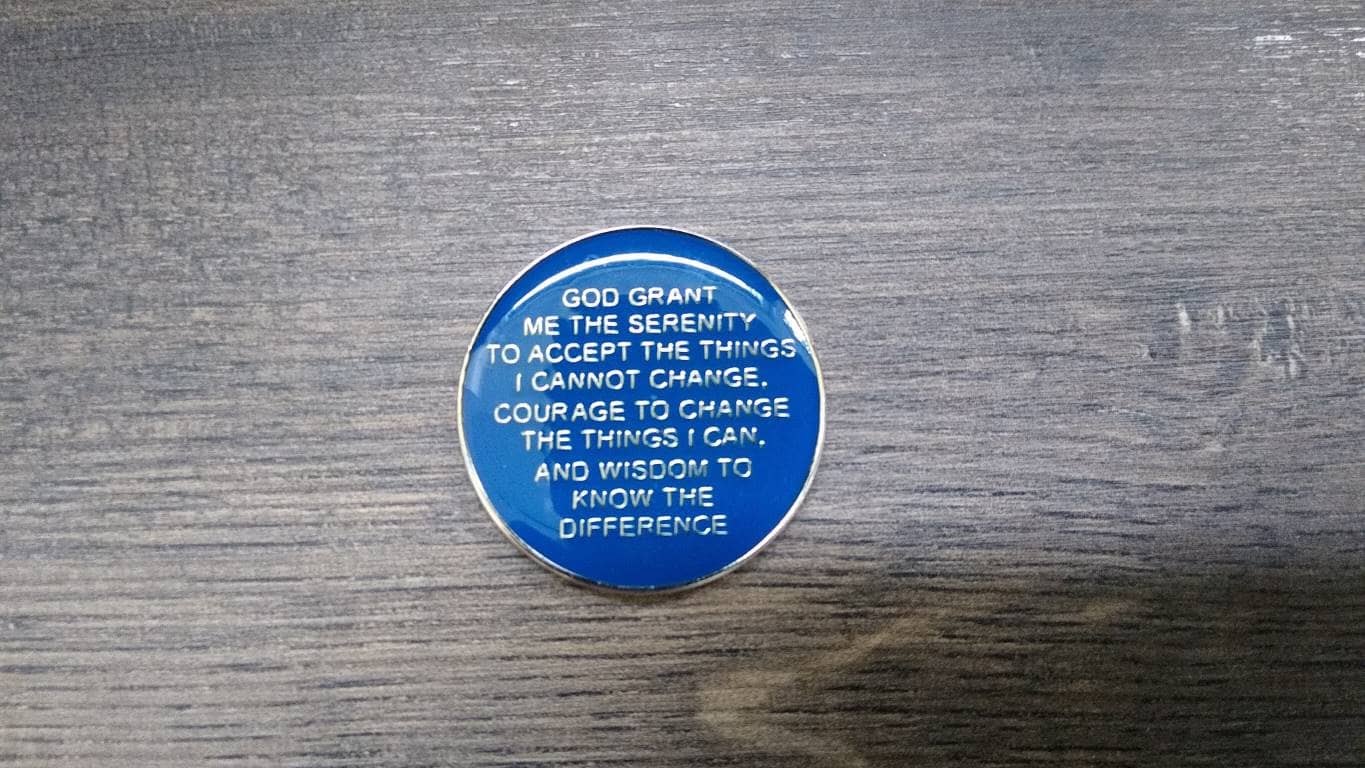 GOD GRANT
ME THE SERENITY
TO ACCEPT THE THINGS
I CANNOT CHANGE.
COURAGE TO CHANGE
THE THINGS I CAN.
AND WISDOM TO
KNOW THE
DIFFERENCE